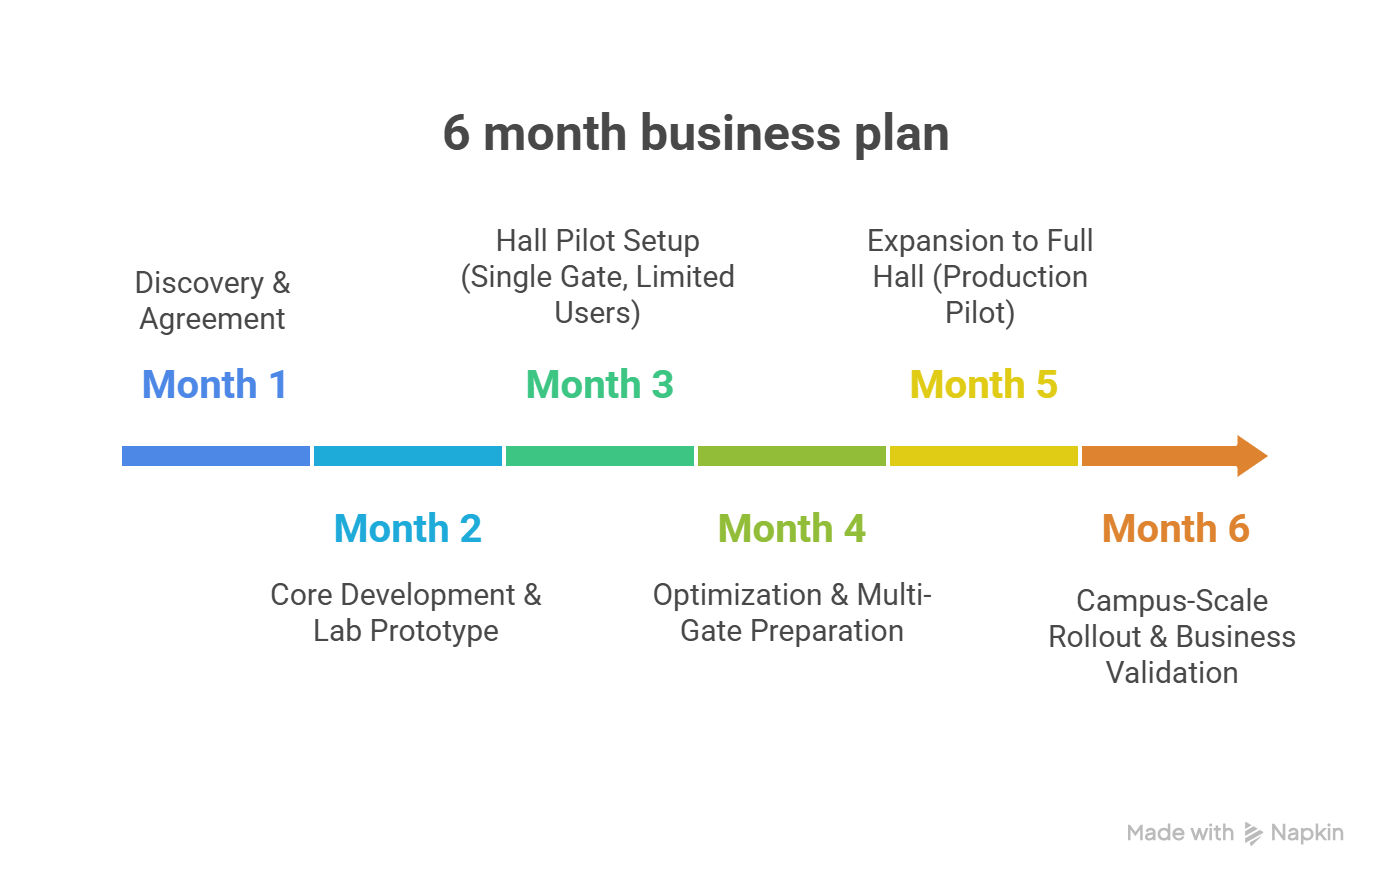 6 month business plan
Discovery &
Agreement
Month 1
Hall Pilot Setup
(Single Gate, Limited
Users)
Month 3
Expansion to Full
Hall (Production
Pilot)
Month 5
Month 2
Core Development &
Lab Prototype
Month 4
Optimization & Multi-
Gate Preparation
Month 6
Campus-Scale
Rollout & Business
Validation
Made with Napkin